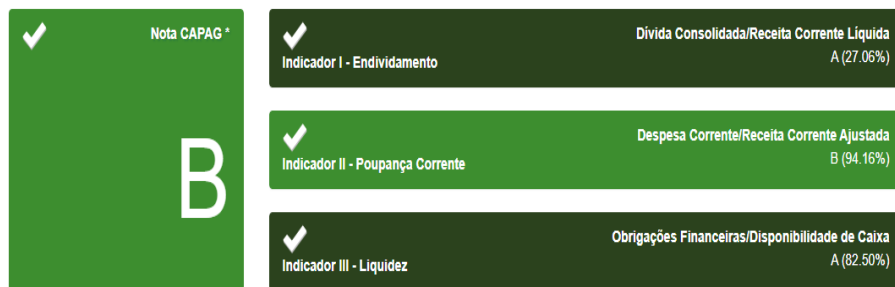 Nota CAPAG *
B
Dívida Consolidada/Receita Corrente Líquida
A (27.06%)
Indicador I - Endividamento
Despesa Corrente/Receita Corrente Ajustada
B (94.16%)
Indicador II - Poupança Corrente
Obrigações Financeiras/Disponibilidade de Caixa
A (82.50%)
Indicador III - Liquidez